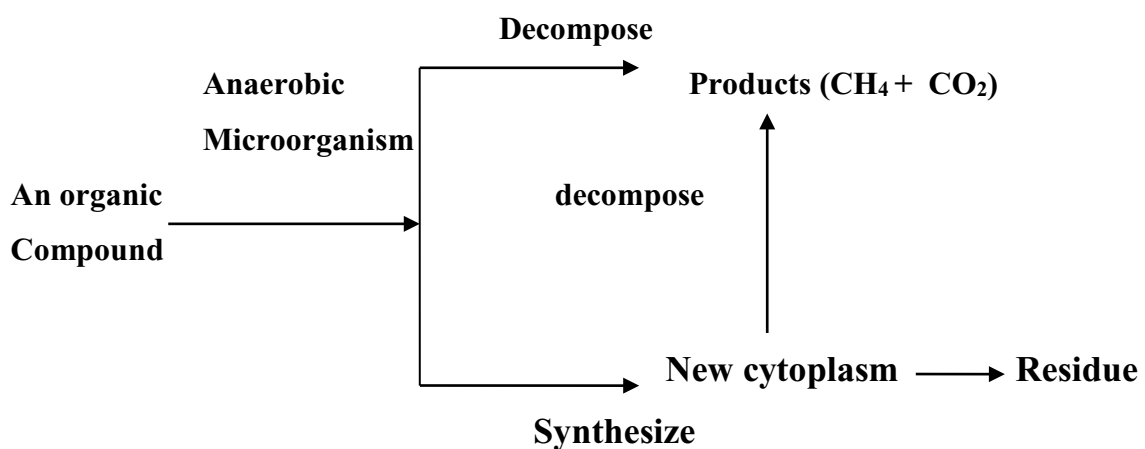 Decompose
Anaerobic
Microorganism
Products (CH₄ + CO₂)
An organic
Compound
decompose
New cytoplasm
Residue
Synthesize